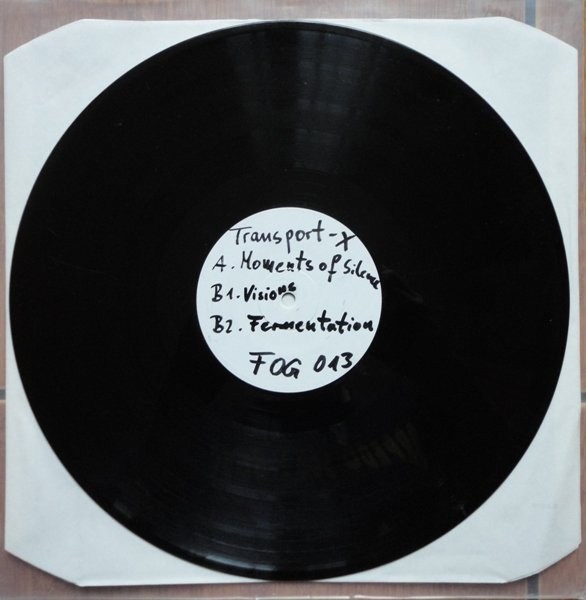 Transport-X
A. Moments of Silence
B1. Visions
B2. Fermentation
FOG 013